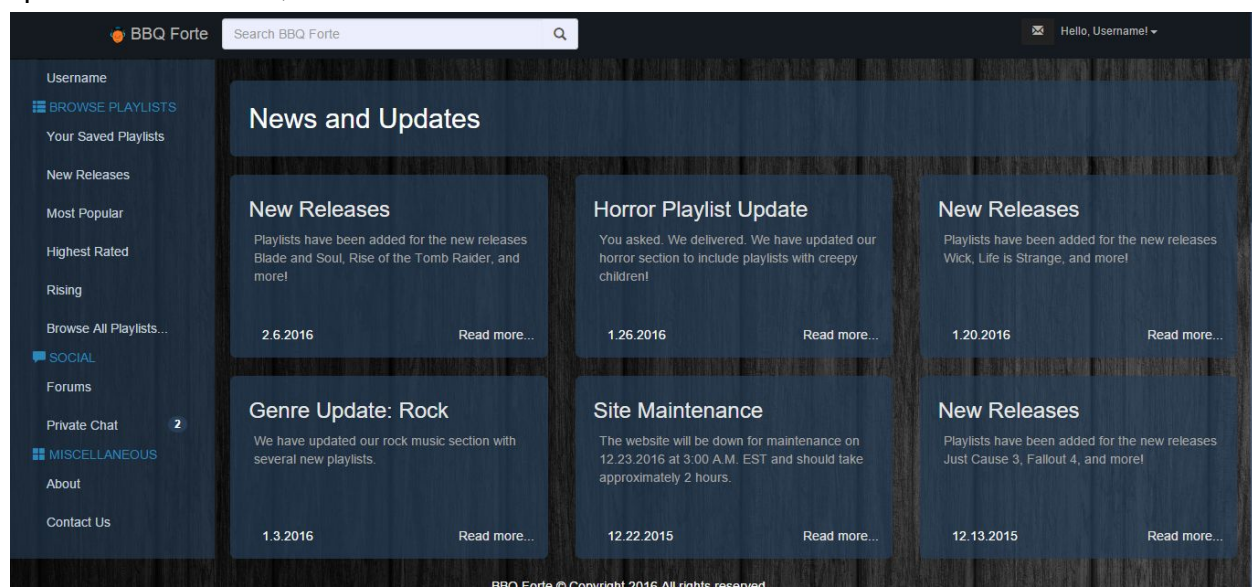 BBQ Forte
Search BBQ Forte
Hello, Username!
Username
BROWSE PLAYLISTS
Your Saved Playlists
New Releases
Most Popular
Highest Rated
Rising
Browse All Playlists...
SOCIAL
Forums
Private Chat 2
MISCELLANEOUS
About
Contact Us
News and Updates
New Releases
Playlists have been added for the new releases
Blade and Soul, Rise of the Tomb Raider, and
more!
2.6.2016 Read more...
Horror Playlist Update
You asked. We delivered. We have updated our
horror section to include playlists with creepy
children!
1.26.2016 Read more...
New Releases
Playlists have been added for the new releases
Wick, Life is Strange, and more!
1.20.2016 Read more...
Genre Update: Rock
We have updated our rock music section with
several new playlists.
1.3.2016 Read more...
Site Maintenance
The website will be down for maintenance on
12.23.2016 at 3:00 A.M. EST and should take
approximately 2 hours.
12.22.2015 Read more...
New Releases
Playlists have been added for the new releases
Just Cause 3, Fallout 4, and more!
12.13.2015 Read more...
BBQ Forte © Copyright 2016 All rights reserved